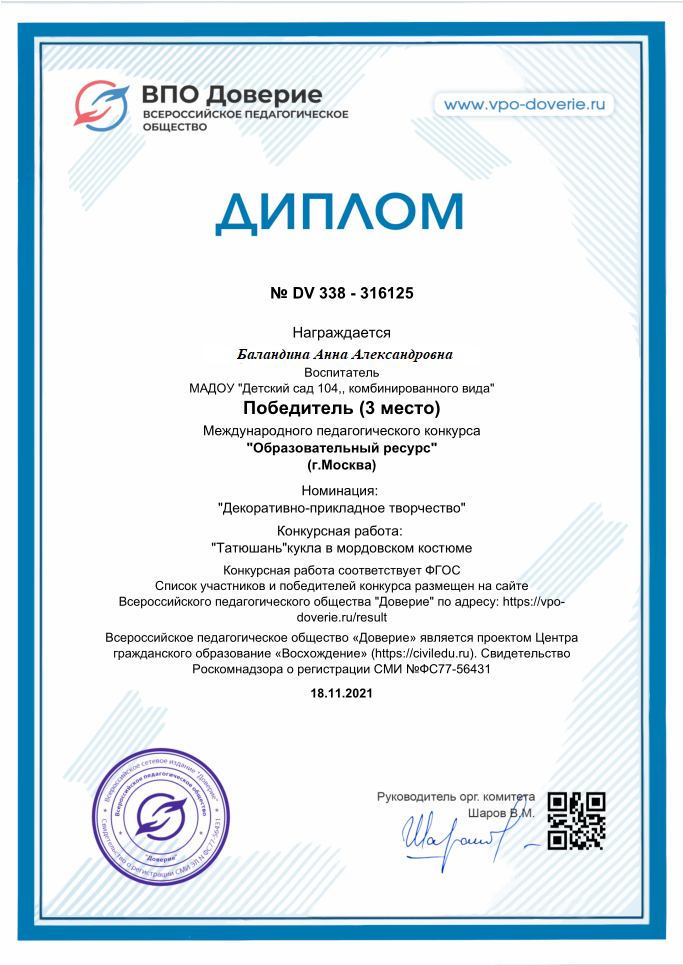 ВПО Доверие
ВСЕРОССИЙСКОЕ ПЕДАГОГИЧЕСКОЕ
ОБЩЕСТВО
www.vpo-doverie.ru
ДИПЛОМ
№ DV 338 - 316125
Награждается
Баландина Анна Александровна
Воспитатель
МАДОУ "Детский сад 104,, комбинированного вида"
Победитель (3 место)
Международного педагогического конкурса
"Образовательный ресурс"
(г.Москва)
Номинация:
"Декоративно-прикладное творчество"
Конкурсная работа:
"Татюшань"кукла в мордовском костюме
Конкурсная работа соответствует ФГОС
Список участников и победителей конкурса размещен на сайте
Всероссийского педагогического общества "Доверие" по адресу: https://vpo-
doverie.ru/result
Всероссийское педагогическое общество «Доверие» является проектом Центра
гражданского образование «Восхождение» (https://civiledu.ru). Свидетельство
Роскомнадзора о регистрации СМИ №ФС77-56431
18.11.2021
Всероссийское сетевое издание "Доверие"
Свидетельство о регистрации СМИ ЭЛ N ФС77-56431
Всероссийское педагогическое общество
"Доверие"
Руководитель орг. комитета
Шаров В.М.